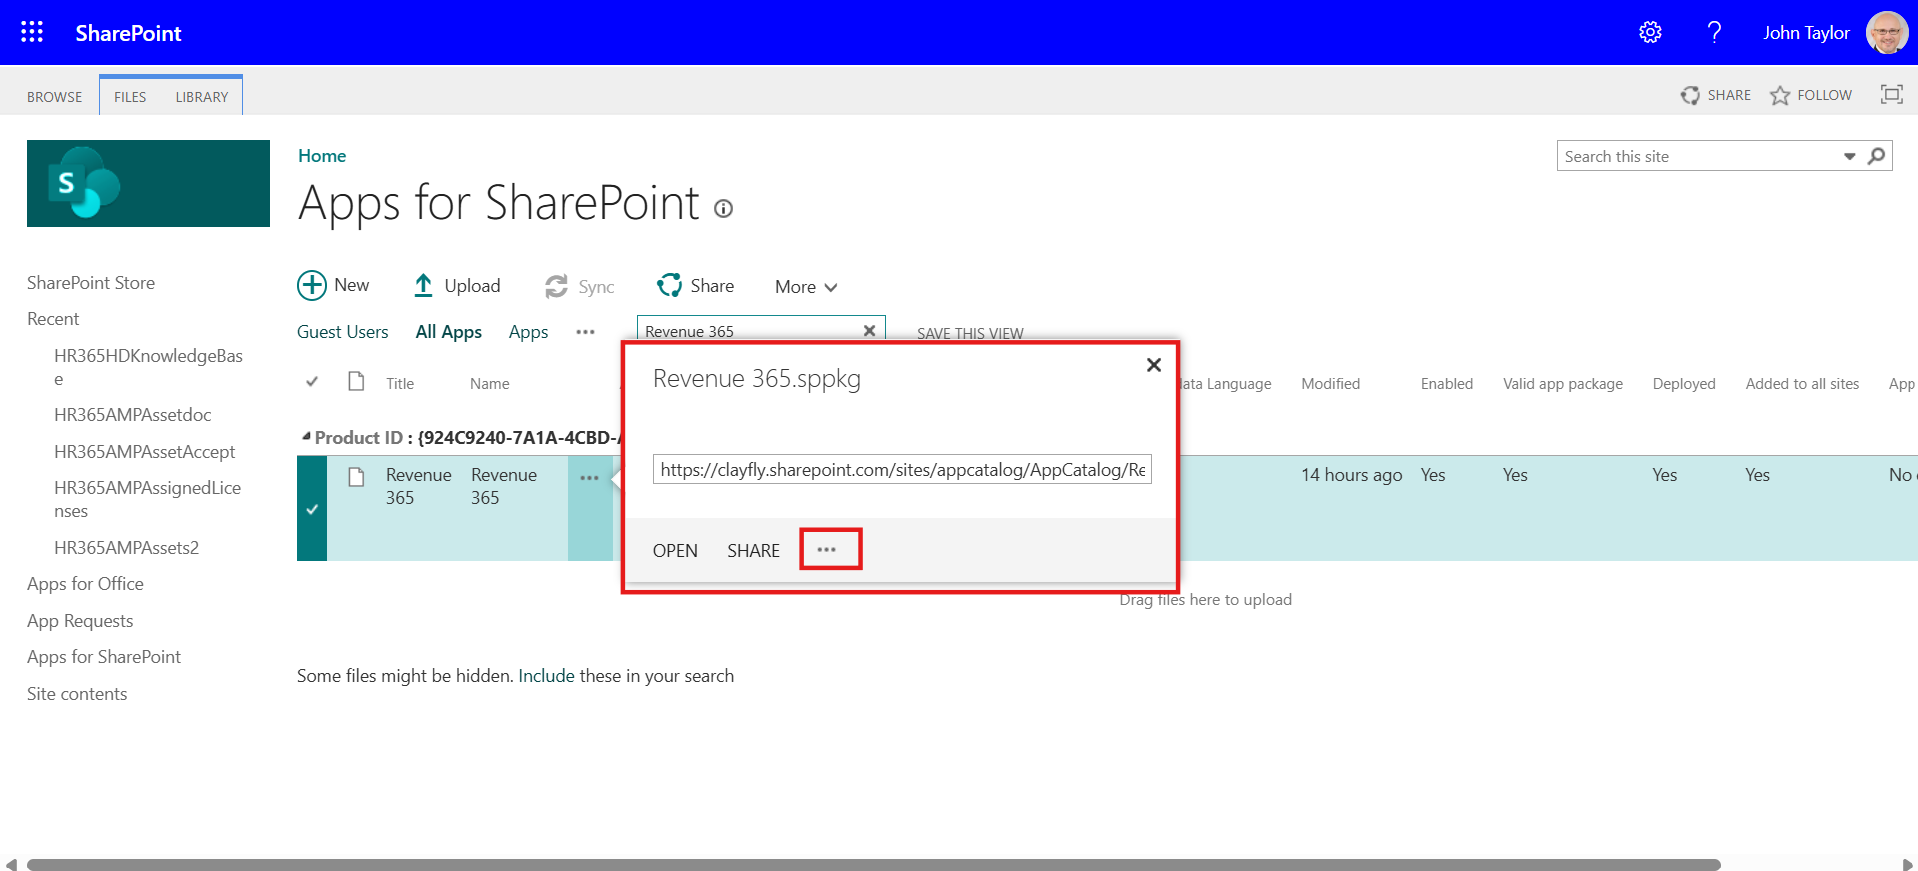 SharePoint
John Taylor
BROWSE FILES LIBRARY
SHARE FOLLOW
S
Home
Search this site
Apps for SharePoint
SharePoint Store
Recent
HR365HDKnowledgeBas
e
HR365AMPAssetdoc
HR365AMPAssetAccept
HR365AMPAssignedLice
nses
HR365AMPAssets2
Apps for Office
App Requests
Apps for SharePoint
Site contents
New Upload Sync Share More
Guest Users All Apps Apps ••• Revenue 365 SAVE THIS VIEW
Title Name Language Modified Enabled Valid app package Deployed Added to all sites App
Product ID : {924C9240-7A1A-4CBD-
Revenue
365
Revenue
365
•••
14 hours ago Yes Yes Yes Yes No
Revenue 365.sppkg
https://clayfly.sharepoint.com/sites/appcatalog/AppCatalog/Re
OPEN SHARE •••
Drag files here to upload
Some files might be hidden. Include these in your search